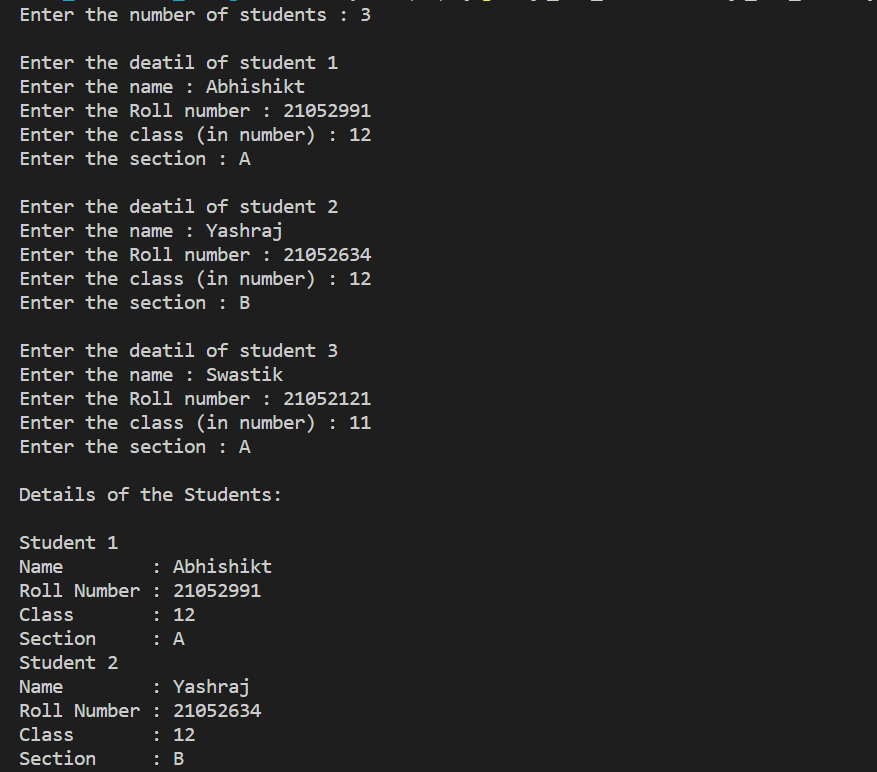 Enter the number of students : 3
Enter the deatil of student 1
Enter the name : Abhishikt
Enter the Roll number : 21052991
Enter the class (in number) : 12
Enter the section : A
Enter the deatil of student 2
Enter the name : Yashraj
Enter the Roll number : 21052634
Enter the class (in number) : 12
Enter the section : B
Enter the deatil of student 3
Enter the name : Swastik
Enter the Roll number : 21052121
Enter the class (in number) : 11
Enter the section : A
Details of the Students:
Student 1
Name        : Abhishikt
Roll Number : 21052991
Class       : 12
Section     : A
Student 2
Name        : Yashraj
Roll Number : 21052634
Class       : 12
Section     : B